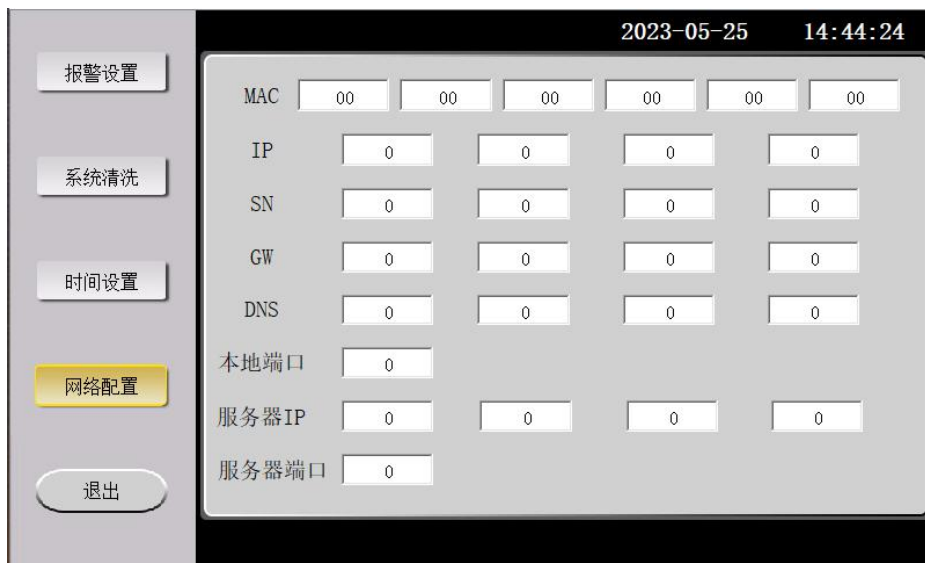 2023-05-25 14:44:24
报警设置
系统清洗
时间设置
网络配置
退出
MAC 00 00 00 00 00 00
IP 0 0 0 0
SN 0 0 0 0
GW 0 0 0 0
DNS 0 0 0 0
本地端口 0
服务器IP 0 0 0 0
服务器端口 0